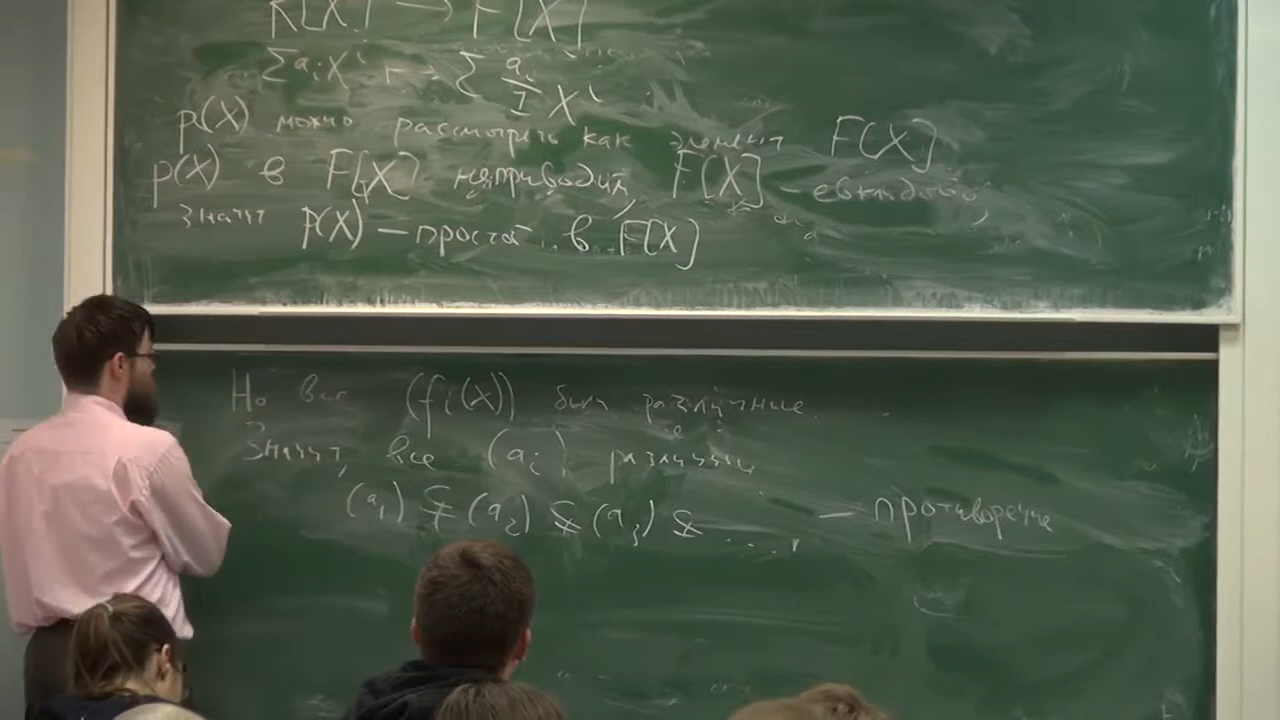 R[X] → F[X]
∑ aᵢXⁱ ↦ ∑ aᵢ/1 Xⁱ
p(X) можно рассмотреть как элемент F[X]
p(X) в F[X] неприводим, F[X] – евклидово
значит p(X) – простой в F[X]
Но все (fᵢ(X)) были различные
Значит, все (aᵢ) различны
(a₁) ⊊ (a₂) ⊊ (a₃) ⊊ .... – противоречие